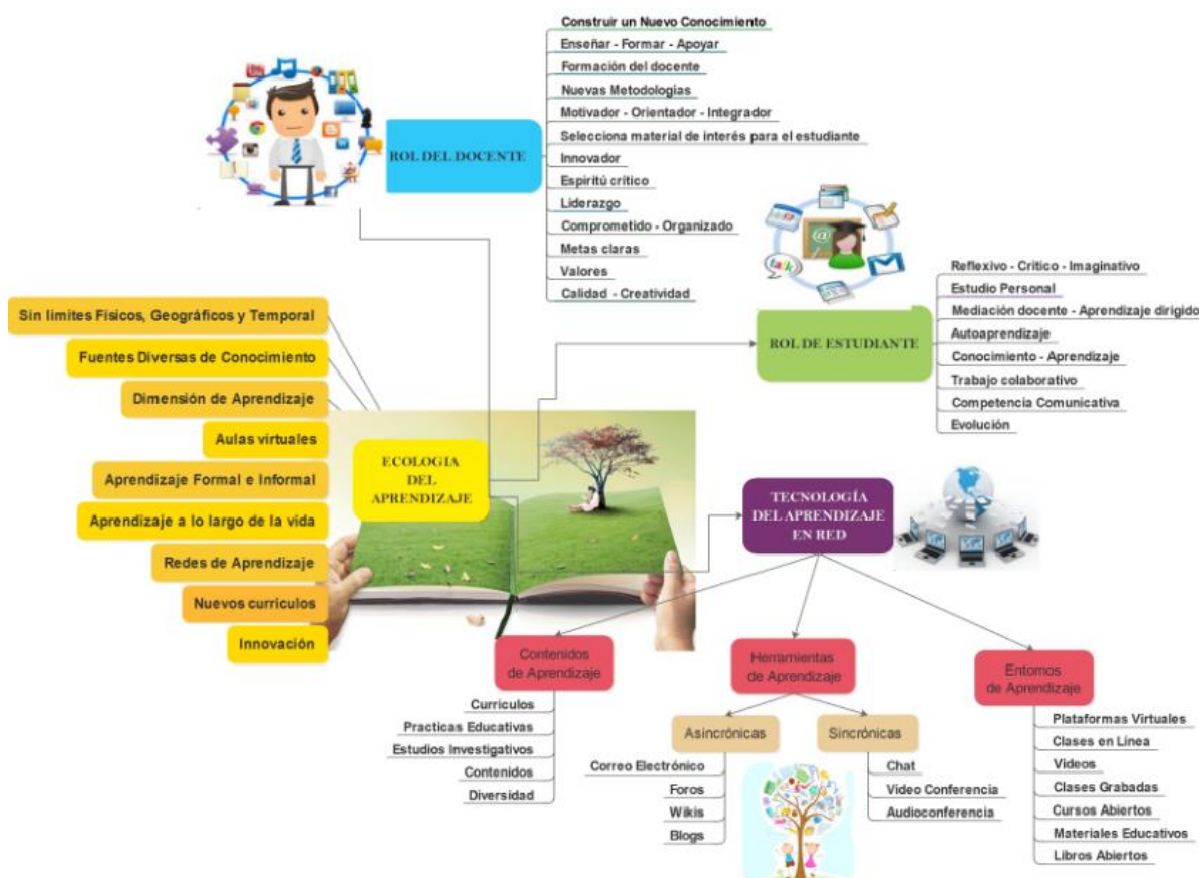 Construir un Nuevo Conocimiento
Enseñar - Formar - Apoyar
Formación del docente
Nuevas Metodologias
Motivador - Orientador - Integrador
Selecciona material de interés para el estudiante
Innovador
Espiritú crítico
Liderazgo
Comprometido - Organizado
Metas claras
Valores
Calidad - Creatividad
ROL DEL DOCENTE
Reflexivo - Critico - Imaginativo
Estudio Personal
Mediación docente - Aprendizaje dirigido
Autoaprendizaje
Conocimiento - Aprendizaje
Trabajo colaborativo
Competencia Comunicativa
Evolución
ROL DE ESTUDIANTE
@
talk
Sin limites Físicos, Geográficos y Temporal
Fuentes Diversas de Conocimiento
Dimensión de Aprendizaje
Aulas virtuales
Aprendizaje Formal e Informal
Aprendizaje a lo largo de la vida
Redes de Aprendizaje
Nuevos curriculos
Innovación
ECOLOGIA
DEL
APRENDIZAJE
TECNOLOGÍA
DEL APRENDIZAJE
EN RED
Contenidos
de Aprendizaje
Curriculos
Practicas Educativas
Estudios Investigativos
Contenidos
Diversidad
Herramientas
de Aprendizaje
Asincrónicas
Correo Electrónico
Foros
Wikis
Blogs
Sincrónicas
Chat
Video Conferencia
Audioconferencia
Entornos
de Aprendizaje
Plataformas Virtuales
Clases en Línea
Videos
Clases Grabadas
Cursos Abiertos
Materiales Educativos
Libros Abiertos